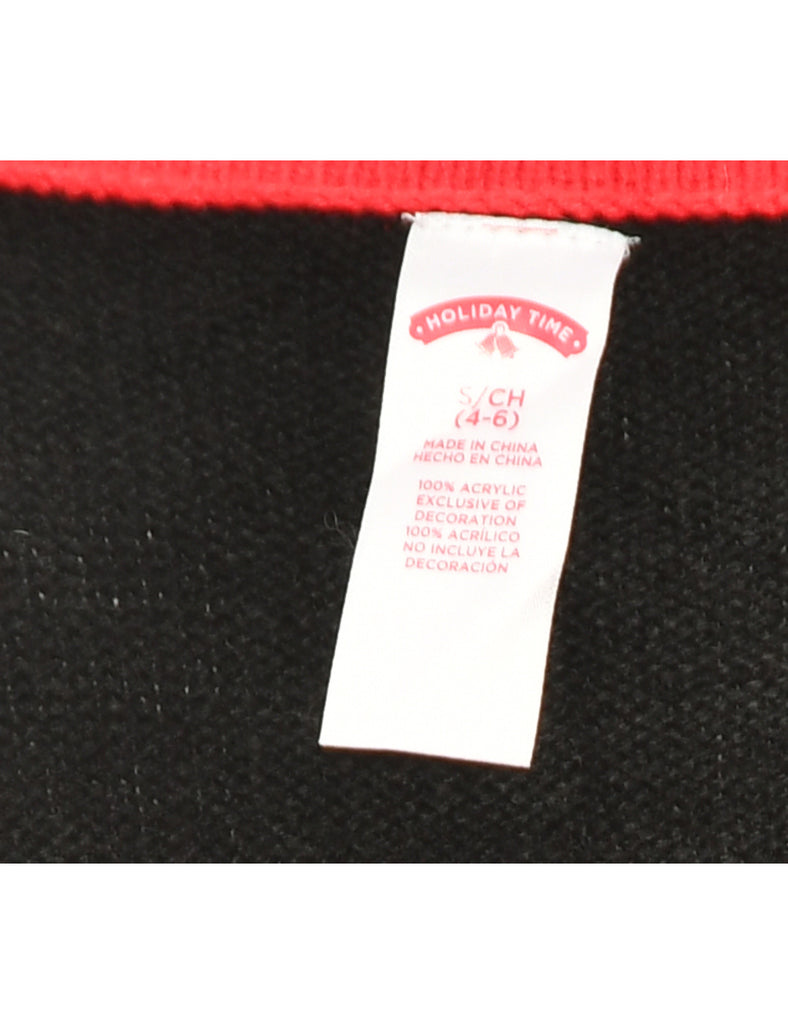 • HOLIDAY TIME •
S/CH
(4-6)
MADE IN CHINA
HECHO EN CHINA
100% ACRYLIC
EXCLUSIVE OF
DECORATION
100% ACRÍLICO
NO INCLUYE LA
DECORACIÓN